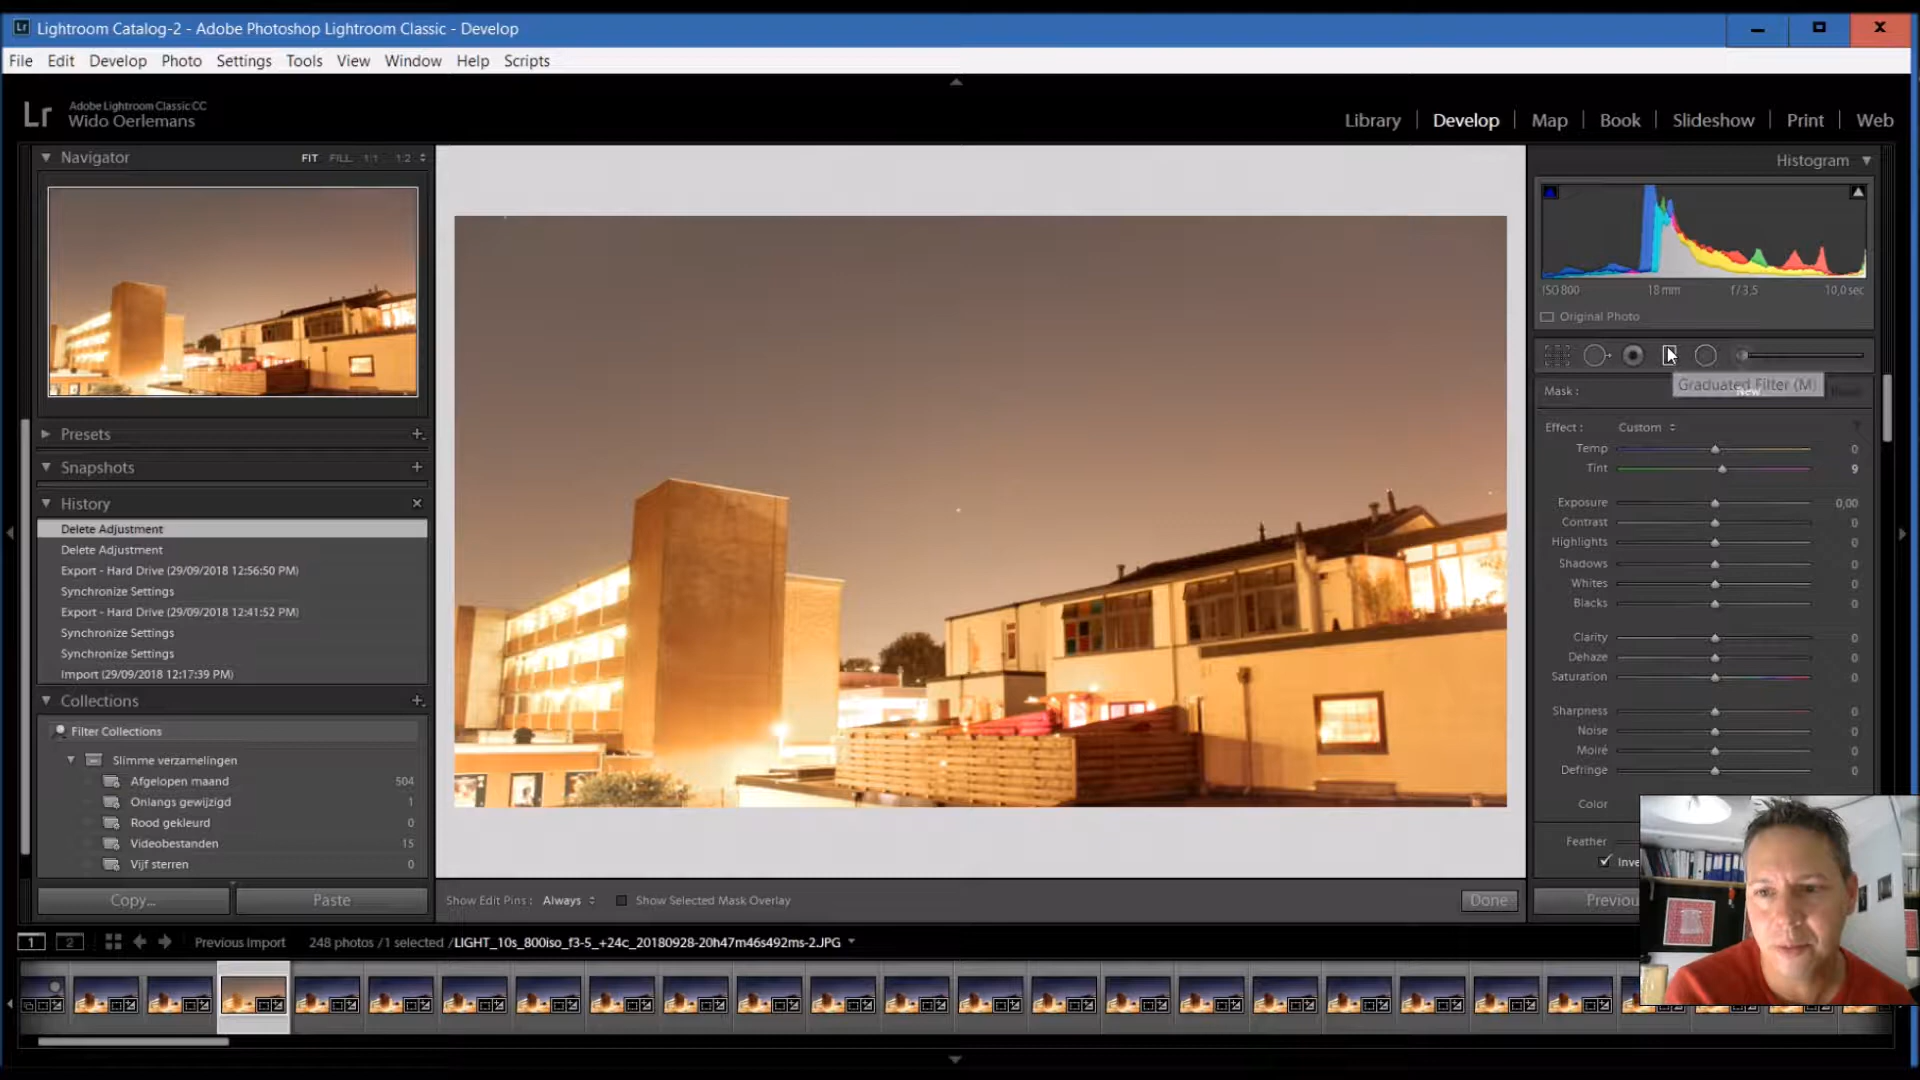 Lightroom Catalog-2 - Adobe Photoshop Lightroom Classic - Develop
File Edit Develop Photo Settings Tools View Window Help Scripts
Lr
Adobe Lightroom Classic CC
Wido Oerlemans
Library Develop Map Book Slideshow Print Web
Navigator FIT FILL 1:1 1:2
Presets
Snapshots
History
Delete Adjustment
Delete Adjustment
Export - Hard Drive (29/09/2018 12:56:50 PM)
Synchronize Settings
Export - Hard Drive (29/09/2018 12:41:52 PM)
Synchronize Settings
Synchronize Settings
Import (29/09/2018 12:17:39 PM)
Collections
Filter Collections
Slimme verzamelingen
Afgelopen maand 504
Onlangs gewijzigd 1
Rood gekleurd 0
Videobestanden 15
Vijf sterren 0
Copy... Paste
Show Edit Pins : Always Show Selected Mask Overlay Done
Histogram
ISO 800 18 mm f / 3,5 10,0 sec
Original Photo
Graduated Filter (M)
Mask : New
Effect : Custom
Temp 0
Tint 9
Exposure 0,00
Contrast 0
Highlights 0
Shadows 0
Whites 0
Blacks 0
Clarity 0
Dehaze 0
Saturation 0
Sharpness 0
Noise 0
Moiré 0
Defringe 0
Color
Feather
Inve
Previou
1 2 Previous Import 248 photos / 1 selected / LIGHT_10s_800iso_f3-5_+24c_20180928-20h47m46s492ms-2.JPG